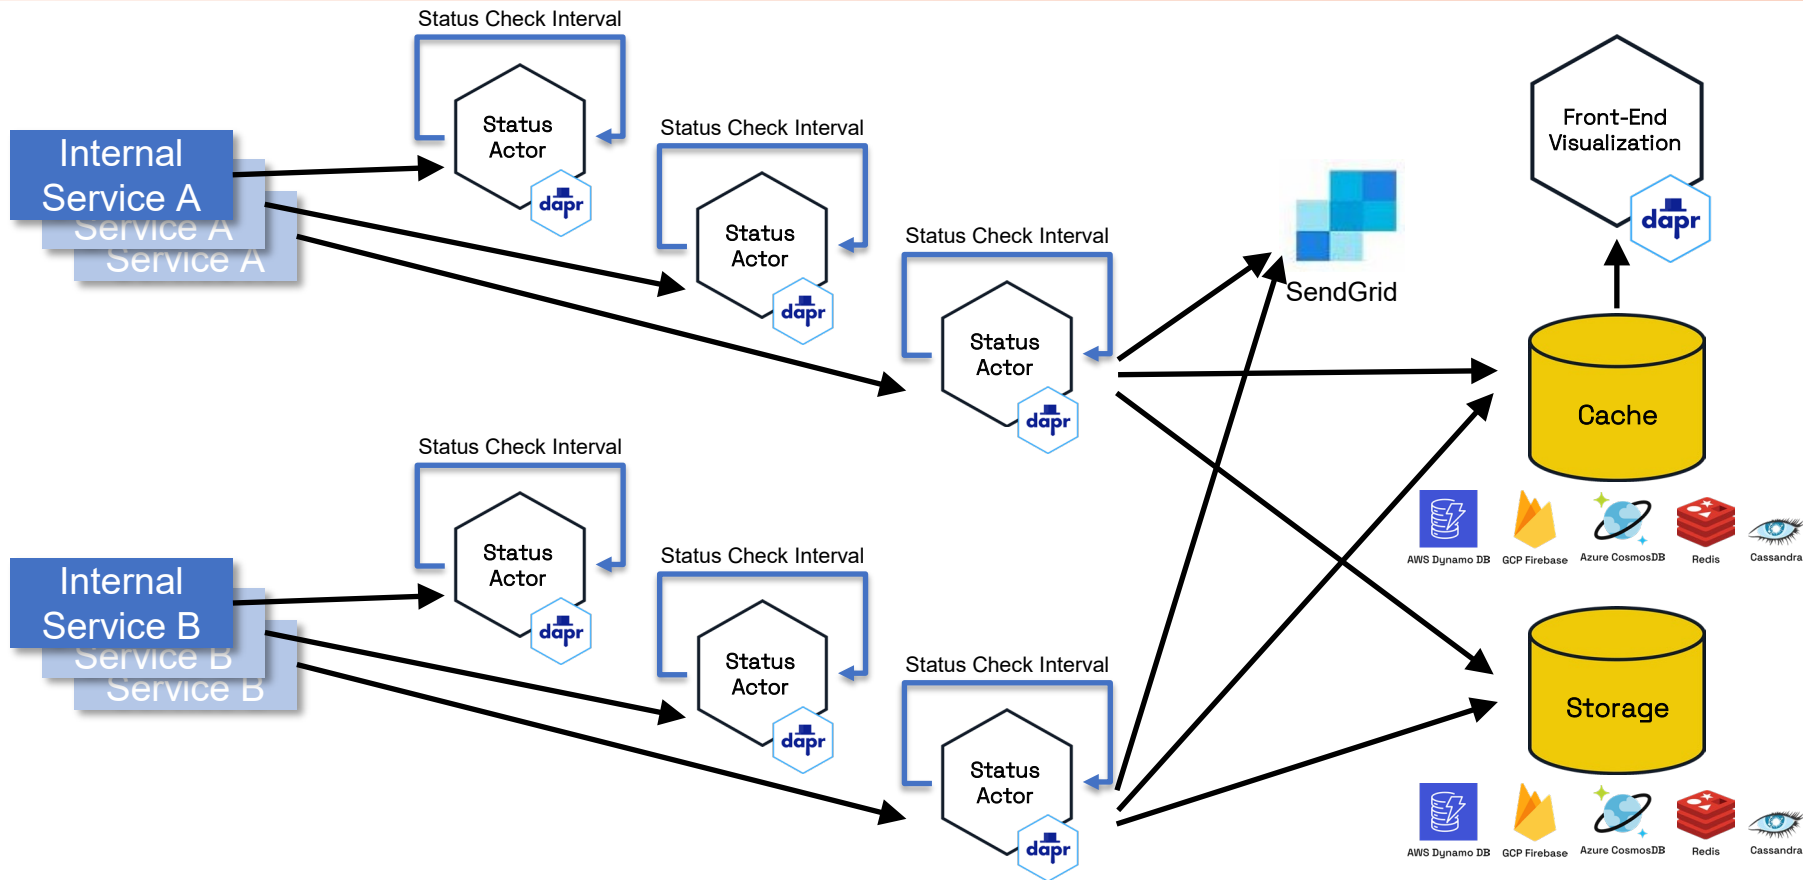 Status Check Interval
Status
Actor
dapr
Status Check Interval
Status
Actor
dapr
Status Check Interval
Status
Actor
dapr
Internal
Service A
Service A
Service A
SendGrid
Front-End
Visualization
dapr
Cache
AWS Dynamo DB
GCP Firebase
Azure CosmosDB
Redis
Cassandra
Status Check Interval
Status
Actor
dapr
Status Check Interval
Status
Actor
dapr
Status Check Interval
Status
Actor
dapr
Internal
Service B
Service B
Service B
Storage
AWS Dynamo DB
GCP Firebase
Azure CosmosDB
Redis
Cassandra